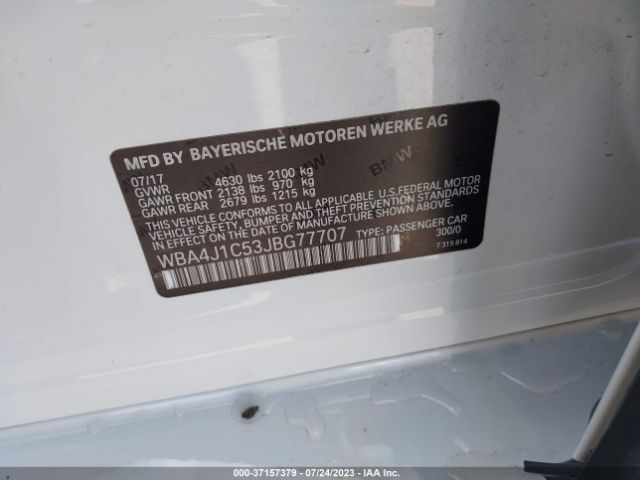 MFD BY BAYERISCHE MOTOREN WERKE AG
07/17
GVWR 4630 lbs 2100 kg
GAWR FRONT 2138 lbs 970 kg
GAWR REAR 2679 lbs 1215 kg
THIS VEHICLE CONFORMS TO ALL APPLICABLE U.S.FEDERAL MOTOR
VEHICLE SAFETY, BUMPER, AND THEFT PREVENTION STANDARDS
IN EFFECT ON THE DATE OF MANUFACTURE SHOWN ABOVE.
WBA4J1C53JBG77707 TYPE: PASSENGER CAR
300/0
7 315 814
BMW
BMW
000-37157379 - 07/24/2023 - IAA Inc.